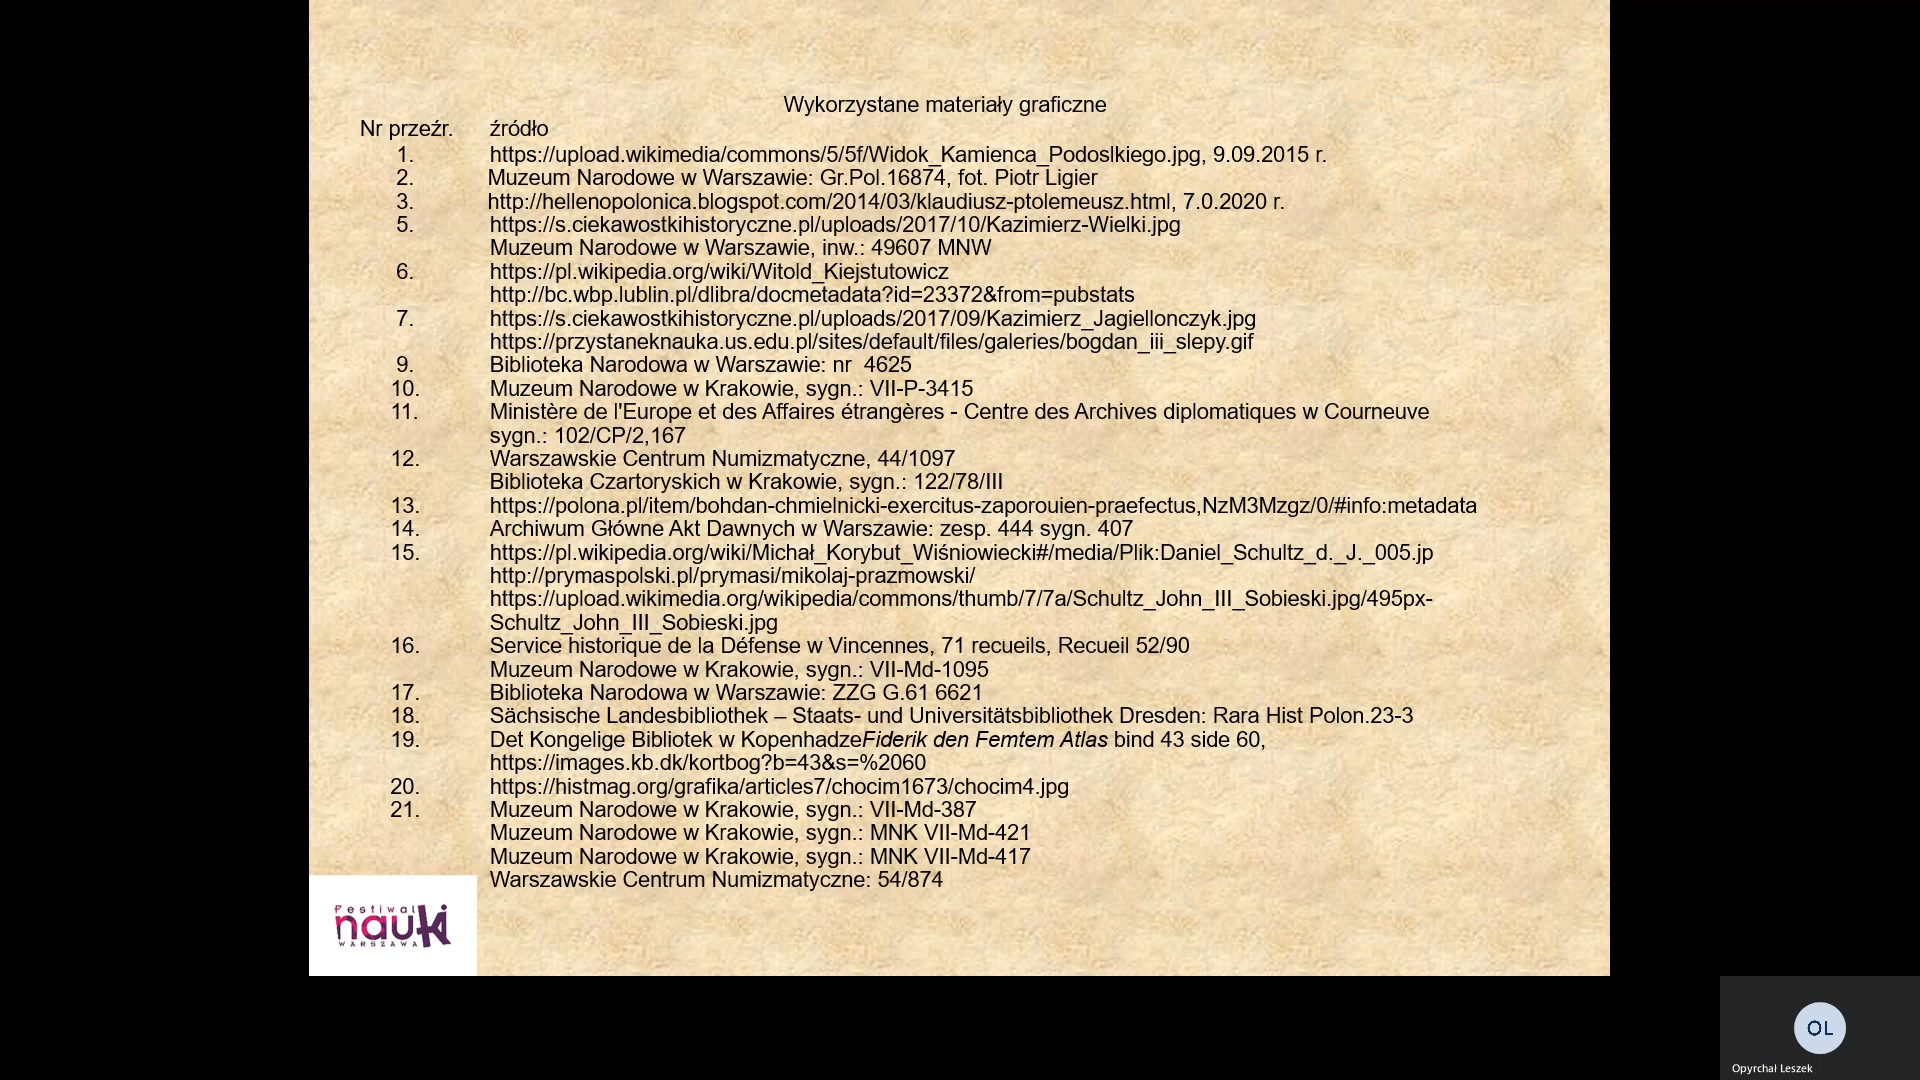 Wykorzystane materiały graficzne
Nr przeźr. źródło
1. https://upload.wikimedia/commons/5/5f/Widok_Kamienca_Podoslkiego.jpg, 9.09.2015 r.
2. Muzeum Narodowe w Warszawie: Gr.Pol.16874, fot. Piotr Ligier
3. http://hellenopolonica.blogspot.com/2014/03/klaudiusz-ptolemeusz.html, 7.0.2020 r.
5. https://s.ciekawostkihistoryczne.pl/uploads/2017/10/Kazimierz-Wielki.jpg
Muzeum Narodowe w Warszawie, inw.: 49607 MNW
6. https://pl.wikipedia.org/wiki/Witold_Kiejstutowicz
http://bc.wbp.lublin.pl/dlibra/docmetadata?id=23372&from=pubstats
7. https://s.ciekawostkihistoryczne.pl/uploads/2017/09/Kazimierz_Jagiellonczyk.jpg
https://przystaneknauka.us.edu.pl/sites/default/files/galeries/bogdan_iii_slepy.gif
9. Biblioteka Narodowa w Warszawie: nr 4625
10. Muzeum Narodowe w Krakowie, sygn.: VII-P-3415
11. Ministère de l'Europe et des Affaires étrangères - Centre des Archives diplomatiques w Courneuve
sygn.: 102/CP/2,167
12. Warszawskie Centrum Numizmatyczne, 44/1097
Biblioteka Czartoryskich w Krakowie, sygn.: 122/78/III
13. https://polona.pl/item/bohdan-chmielnicki-exercitus-zaporouien-praefectus,NzM3Mzgz/0/#info:metadata
14. Archiwum Główne Akt Dawnych w Warszawie: zesp. 444 sygn. 407
15. https://pl.wikipedia.org/wiki/Michał_Korybut_Wiśniowiecki#/media/Plik:Daniel_Schultz_d._J._005.jp
http://prymaspolski.pl/prymasi/mikolaj-prazmowski/
https://upload.wikimedia.org/wikipedia/commons/thumb/7/7a/Schultz_John_III_Sobieski.jpg/495px-
Schultz_John_III_Sobieski.jpg
16. Service historique de la Défense w Vincennes, 71 recueils, Recueil 52/90
Muzeum Narodowe w Krakowie, sygn.: VII-Md-1095
17. Biblioteka Narodowa w Warszawie: ZZG G.61 6621
18. Sächsische Landesbibliothek – Staats- und Universitätsbibliothek Dresden: Rara Hist Polon.23-3
19. Det Kongelige Bibliotek w KopenhadzeFiderik den Femtem Atlas bind 43 side 60,
https://images.kb.dk/kortbog?b=43&s=%2060
20. https://histmag.org/grafika/articles7/chocim1673/chocim4.jpg
21. Muzeum Narodowe w Krakowie, sygn.: VII-Md-387
Muzeum Narodowe w Krakowie, sygn.: MNK VII-Md-421
Muzeum Narodowe w Krakowie, sygn.: MNK VII-Md-417
Warszawskie Centrum Numizmatyczne: 54/874
Festiwal
nauki
WARSZAWA
OL
Opyrchał Leszek